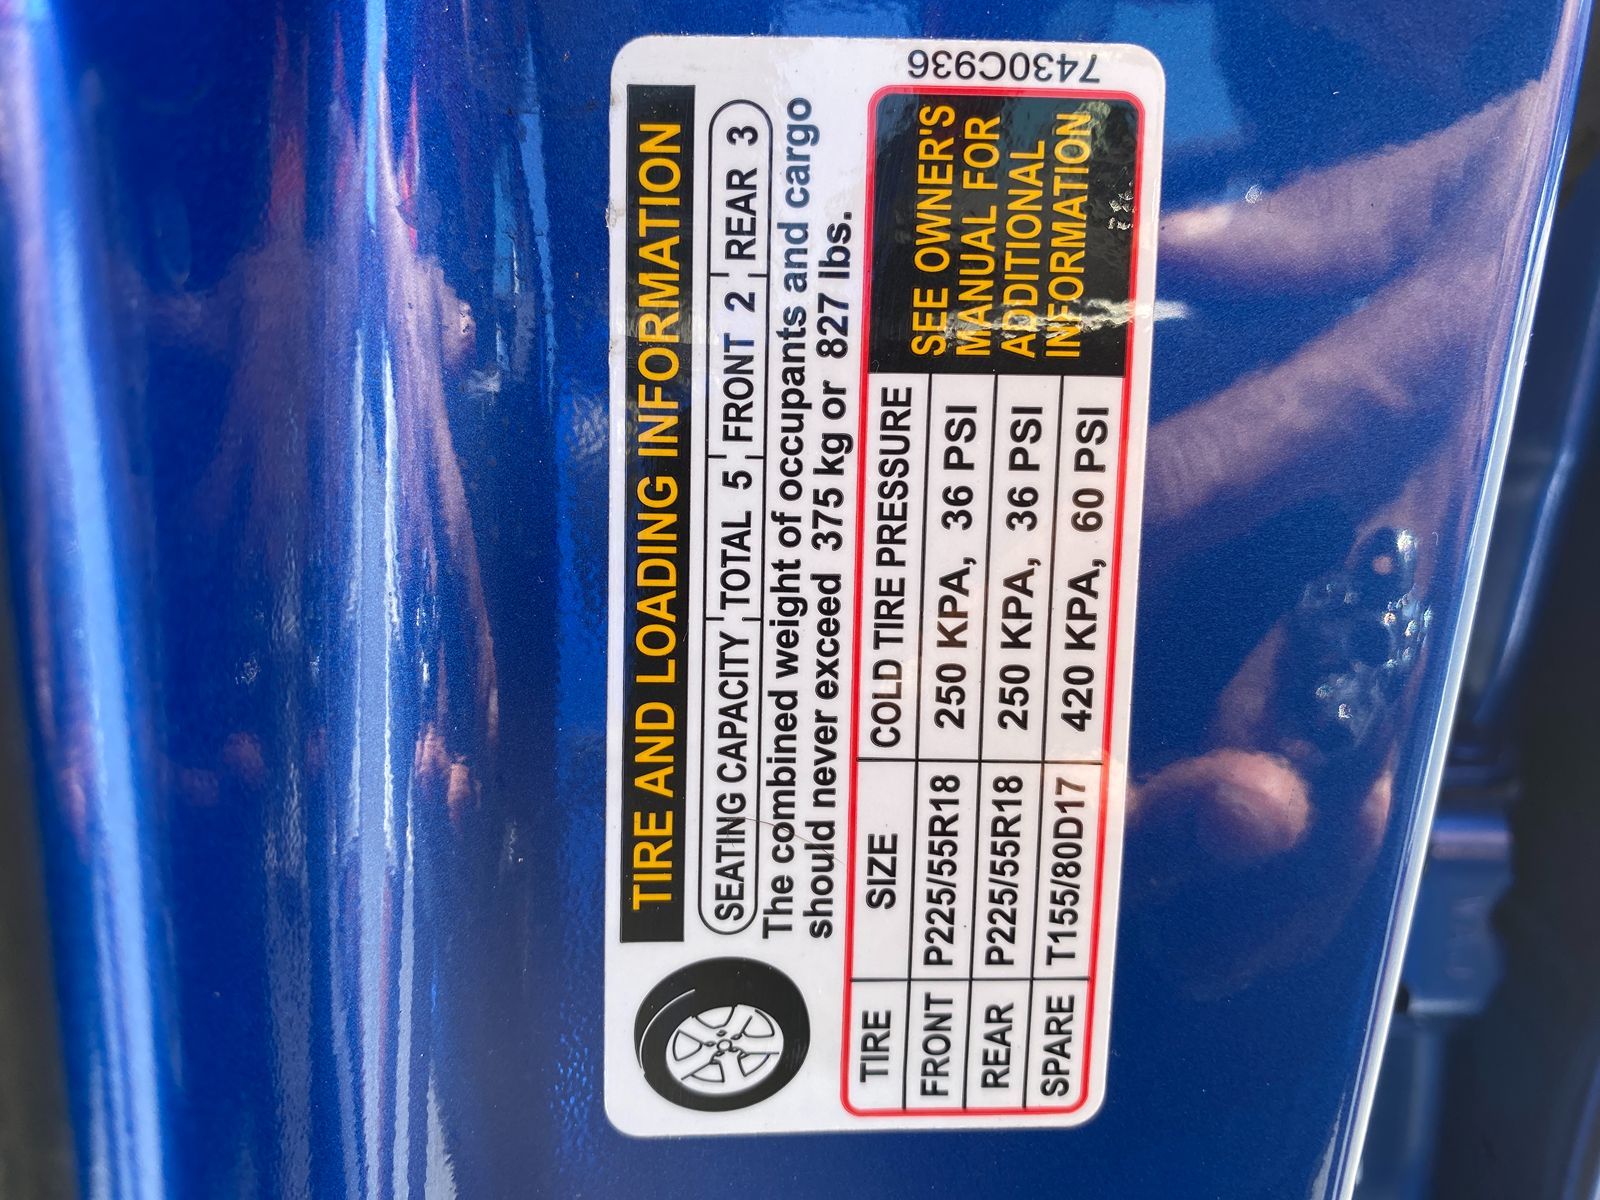 TIRE AND LOADING INFORMATION
SEATING CAPACITY TOTAL 5 FRONT 2 REAR 3
The combined weight of occupants and cargo
should never exceed 375 kg or 827 lbs.
TIRE SIZE COLD TIRE PRESSURE
FRONT P225/55R18 250 KPA, 36 PSI
REAR P225/55R18 250 KPA, 36 PSI
SPARE T155/80D17 420 KPA, 60 PSI
SEE OWNER'S
MANUAL FOR
ADDITIONAL
INFORMATION
7430C936